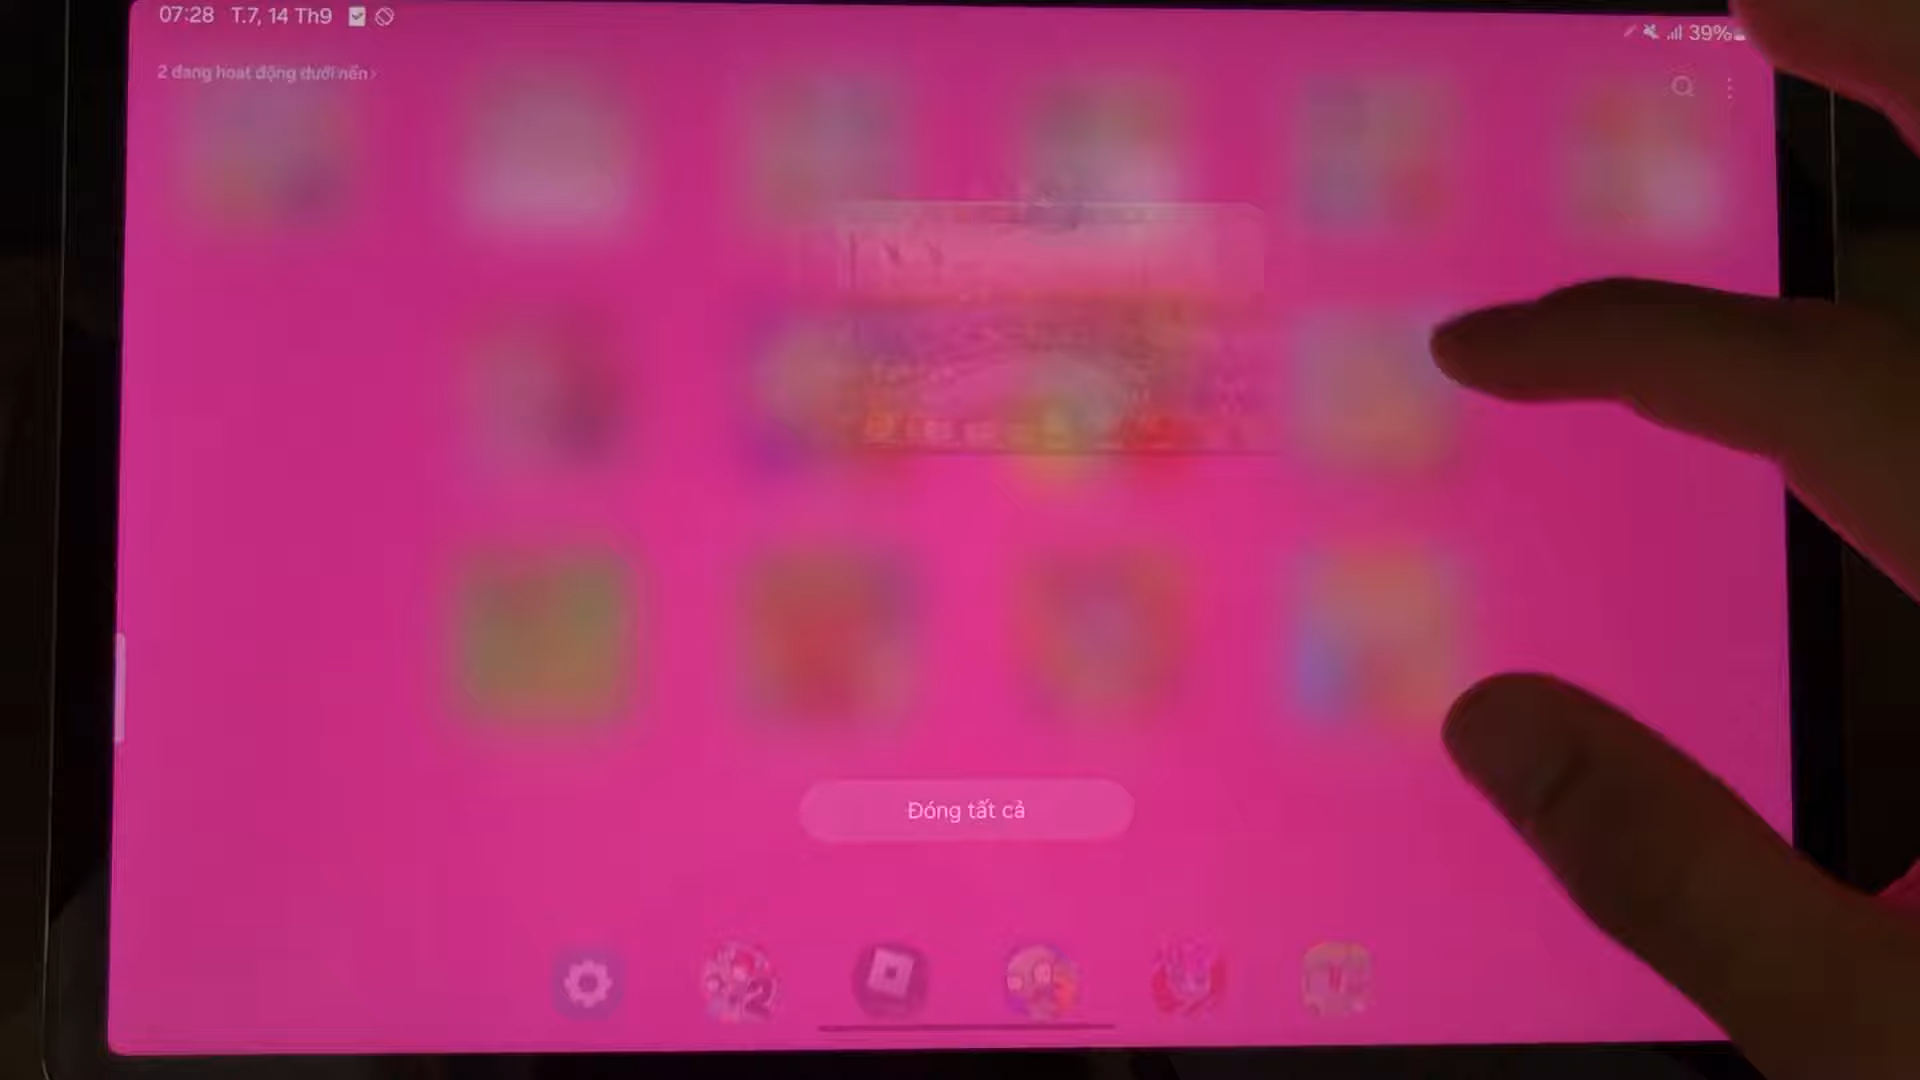 07:28 T.7, 14 Th9
39%
2 đang hoạt động dưới nền ›
Đóng tất cả